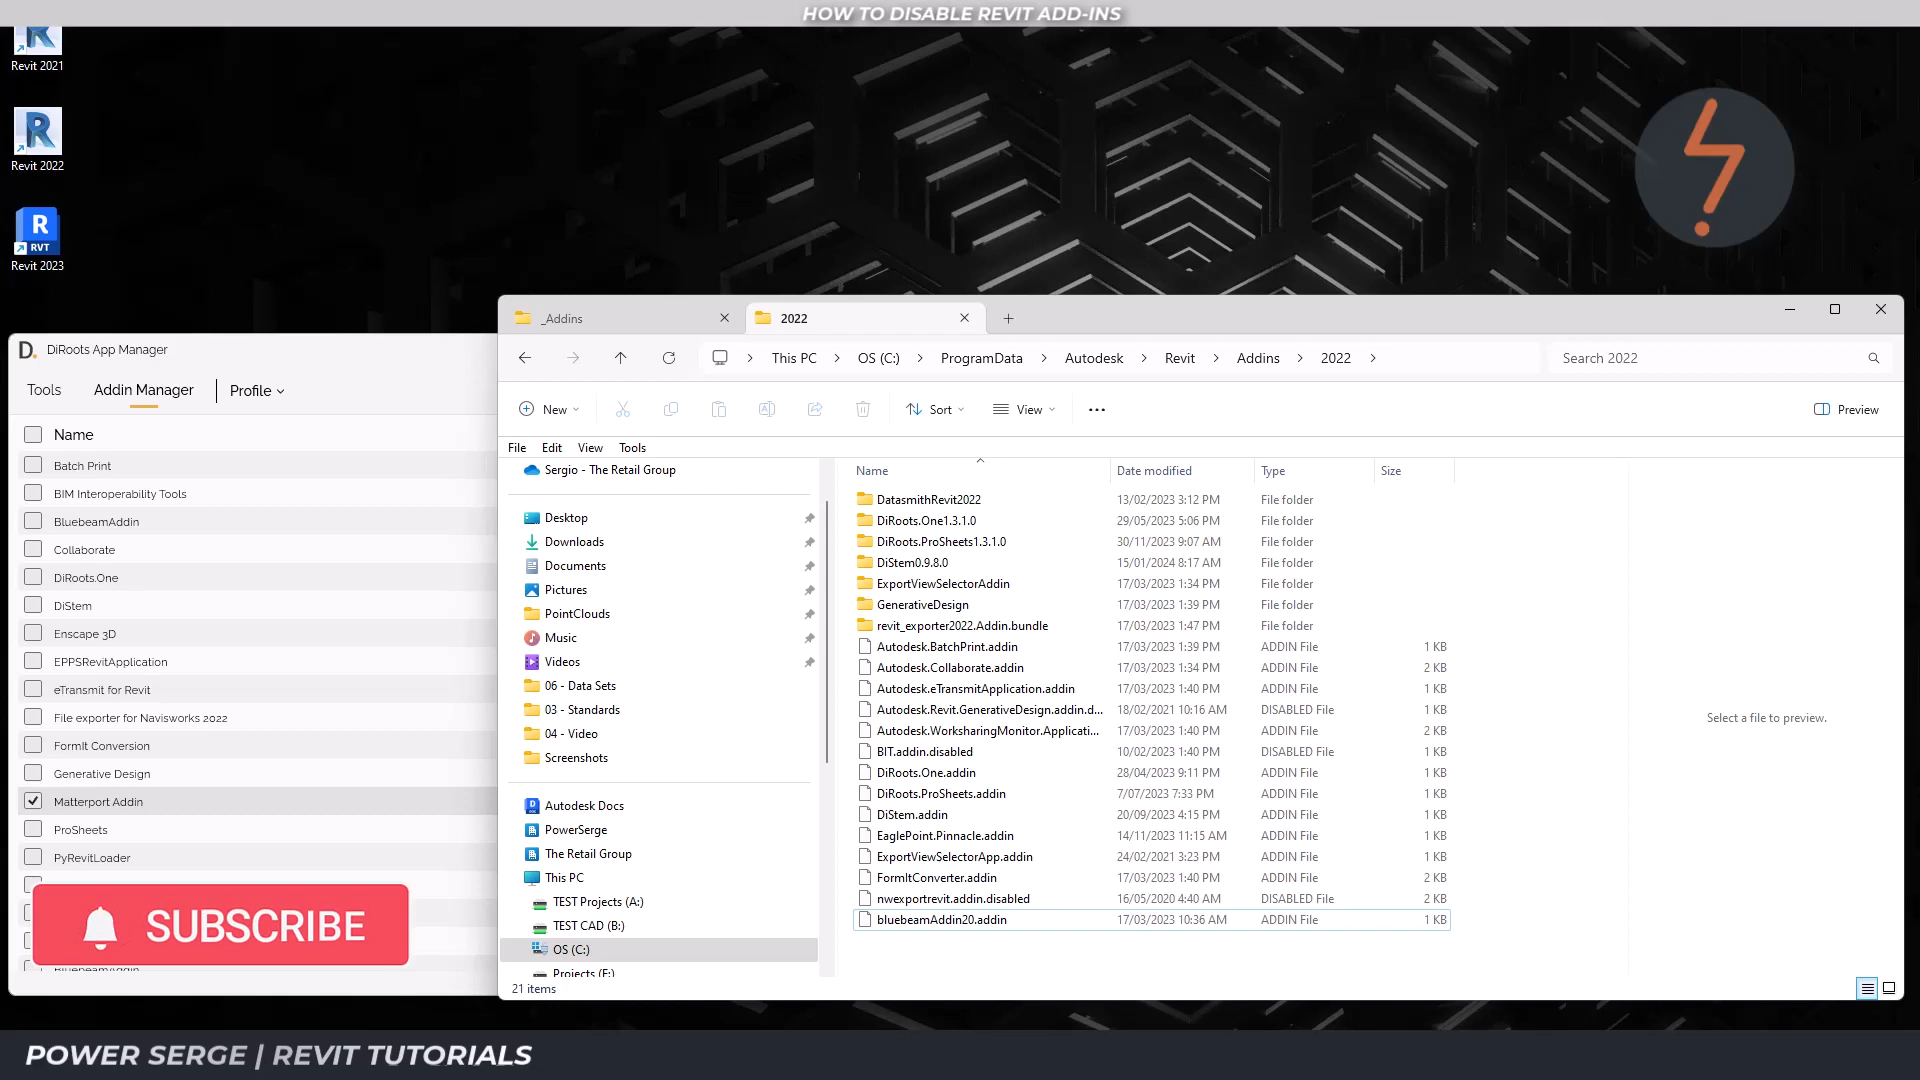 HOW TO DISABLE REVIT ADD-INS
Revit 2021
Revit 2022
R
RVT
Revit 2023
D. DiRoots App Manager
Tools Addin Manager Profile
Name
Batch Print
BIM Interoperability Tools
BluebeamAddin
Collaborate
DiRoots.One
DiStem
Enscape 3D
EPPSRevitApplication
eTransmit for Revit
File exporter for Navisworks 2022
FormIt Conversion
Generative Design
Matterport Addin
ProSheets
PyRevitLoader
SUBSCRIBE
BluebeamAddin
_Addins
2022
This PC OS (C:) ProgramData Autodesk Revit Addins 2022
Search 2022
New Sort View Preview
File Edit View Tools
Sergio - The Retail Group
Desktop
Downloads
Documents
Pictures
PointClouds
Music
Videos
06 - Data Sets
03 - Standards
04 - Video
Screenshots
Autodesk Docs
PowerSerge
The Retail Group
This PC
TEST Projects (A:)
TEST CAD (B:)
OS (C:)
Projects (F:)
21 items
Name Date modified Type Size
DatasmithRevit2022 13/02/2023 3:12 PM File folder
DiRoots.One1.3.1.0 29/05/2023 5:06 PM File folder
DiRoots.ProSheets1.3.1.0 30/11/2023 9:07 AM File folder
DiStem0.9.8.0 15/01/2024 8:17 AM File folder
ExportViewSelectorAddin 17/03/2023 1:34 PM File folder
GenerativeDesign 17/03/2023 1:39 PM File folder
revit_exporter2022.Addin.bundle 17/03/2023 1:47 PM File folder
Autodesk.BatchPrint.addin 17/03/2023 1:39 PM ADDIN File 1 KB
Autodesk.Collaborate.addin 17/03/2023 1:34 PM ADDIN File 2 KB
Autodesk.eTransmitApplication.addin 17/03/2023 1:40 PM ADDIN File 1 KB
Autodesk.Revit.GenerativeDesign.addin.d... 18/02/2021 10:16 AM DISABLED File 1 KB
Autodesk.WorksharingMonitor.Applicati... 17/03/2023 1:40 PM ADDIN File 2 KB
BIT.addin.disabled 10/02/2023 1:40 PM DISABLED File 1 KB
DiRoots.One.addin 28/04/2023 9:11 PM ADDIN File 1 KB
DiRoots.ProSheets.addin 7/07/2023 7:33 PM ADDIN File 1 KB
DiStem.addin 20/09/2023 4:15 PM ADDIN File 1 KB
EaglePoint.Pinnacle.addin 14/11/2023 11:15 AM ADDIN File 1 KB
ExportViewSelectorApp.addin 24/02/2021 3:23 PM ADDIN File 1 KB
FormItConverter.addin 17/03/2023 1:40 PM ADDIN File 2 KB
nwexportrevit.addin.disabled 16/05/2020 4:40 AM DISABLED File 2 KB
bluebeamAddin20.addin 17/03/2023 10:36 AM ADDIN File 1 KB
Select a file to preview.
POWER SERGE | REVIT TUTORIALS